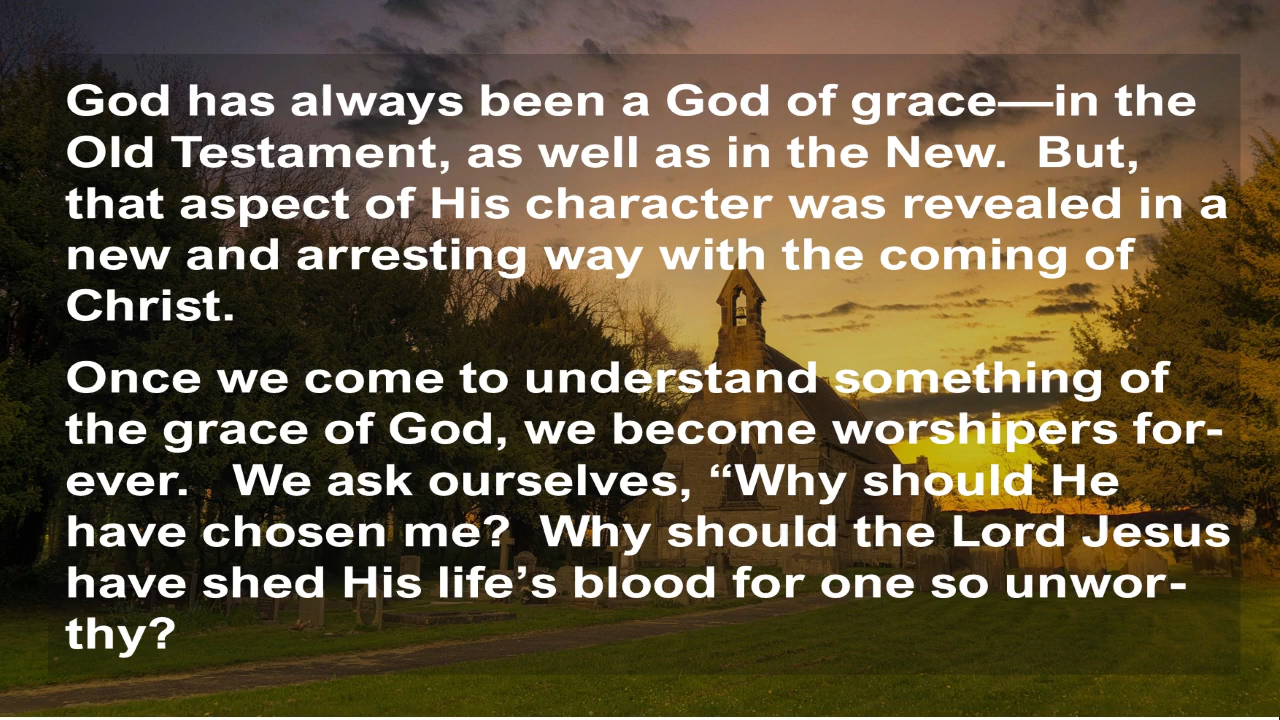 God has always been a God of grace—in the
Old Testament, as well as in the New.  But,
that aspect of His character was revealed in a
new and arresting way with the coming of
Christ.
Once we come to understand something of
the grace of God, we become worshipers for-
ever.   We ask ourselves, “Why should He
have chosen me?  Why should the Lord Jesus
have shed His life’s blood for one so unwor-
thy?